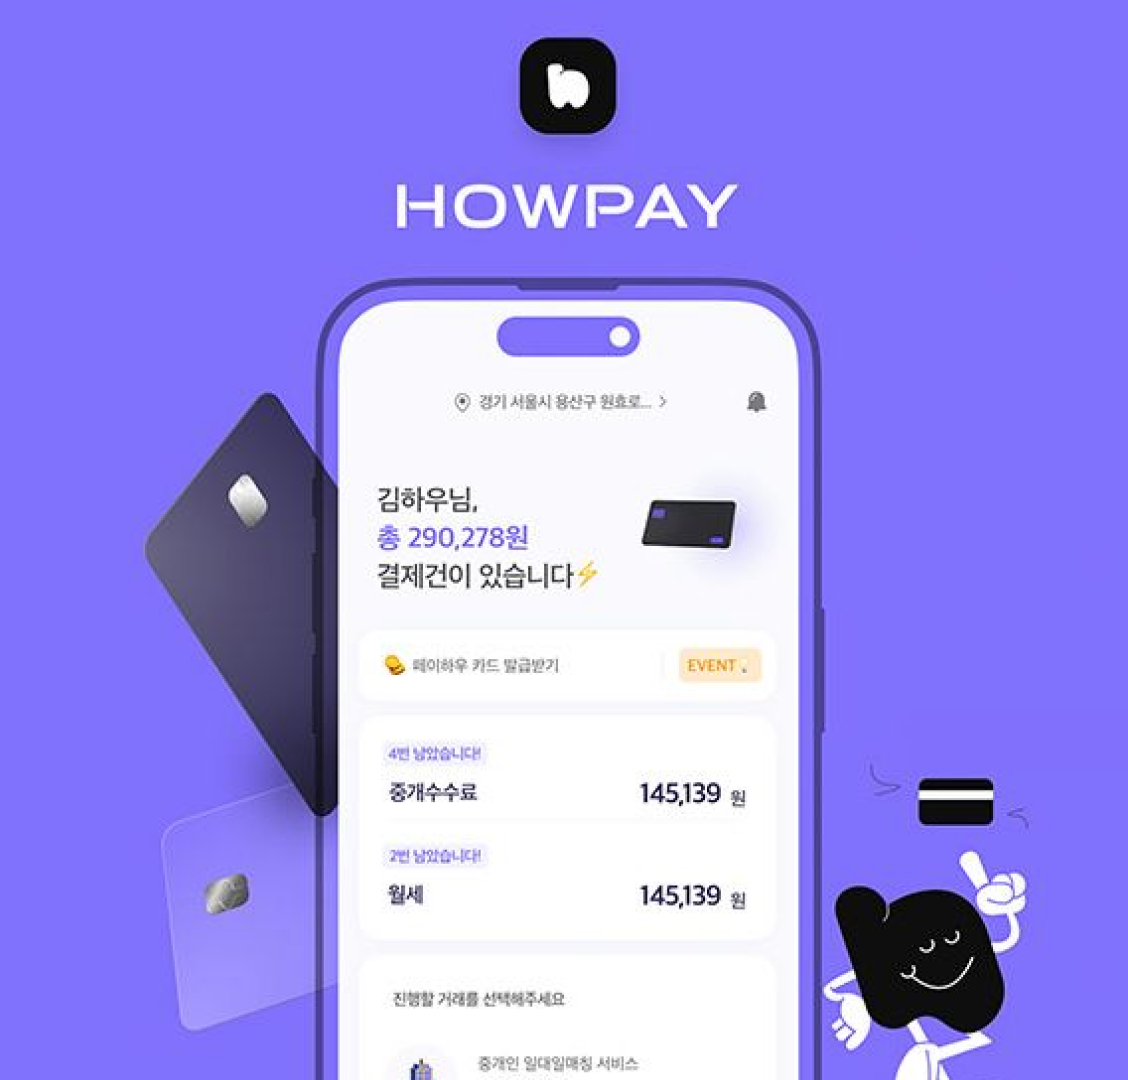 HOWPAY
경기 서울시 용산구 원효로...
김하우님,
총 290,278원
결제건이 있습니다⚡
페이하우 카드 발급받기
EVENT
4번 남았습니다!
중개수수료 145,139 원
2번 남았습니다!
월세 145,139 원
진행할 거래를 선택해주세요
중개인 일대일매칭 서비스